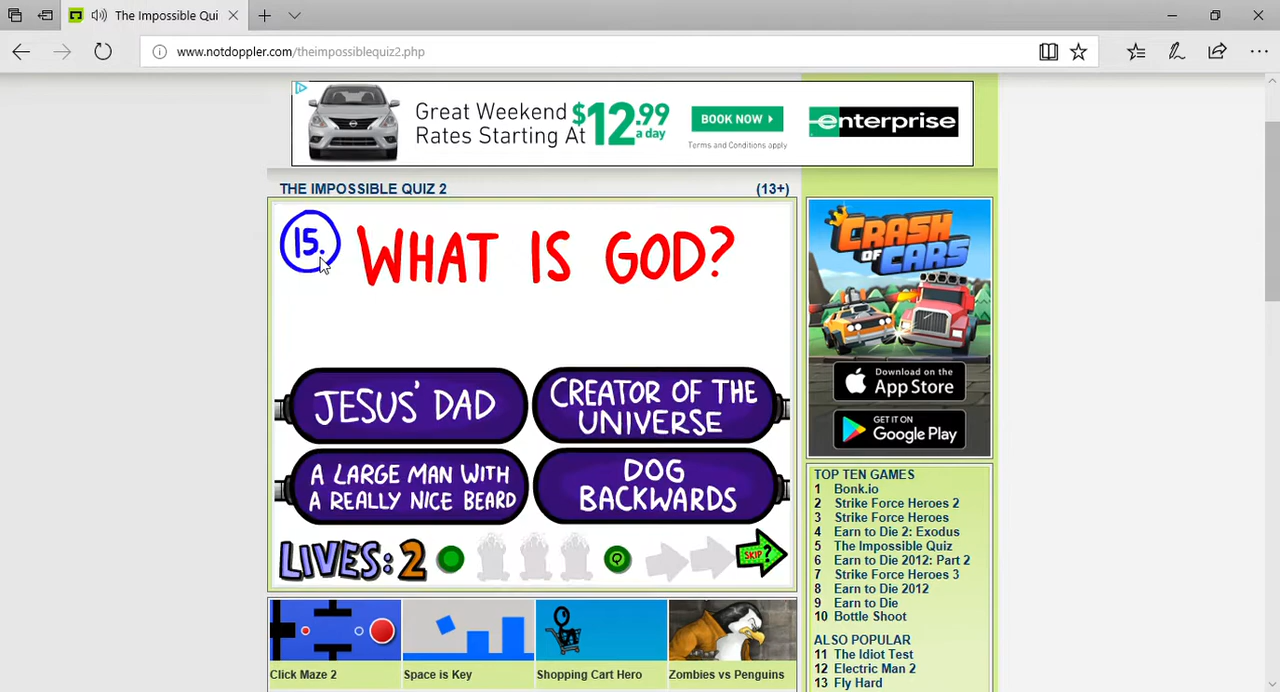 The Impossible Qui
www.notdoppler.com/theimpossiblequiz2.php
Great Weekend
Rates Starting At
$12.99
a day
BOOK NOW
Terms and Conditions apply
enterprise
THE IMPOSSIBLE QUIZ 2
(13+)
15.
WHAT IS GOD?
JESUS' DAD
CREATOR OF THE
UNIVERSE
A LARGE MAN WITH
A REALLY NICE BEARD
DOG
BACKWARDS
LIVES: 2
Q
SKIP?
CRASH
OF CARS
Download on the
App Store
GET IT ON
Google Play
TOP TEN GAMES
1 Bonk.io
2 Strike Force Heroes 2
3 Strike Force Heroes
4 Earn to Die 2: Exodus
5 The Impossible Quiz
6 Earn to Die 2012: Part 2
7 Strike Force Heroes 3
8 Earn to Die 2012
9 Earn to Die
10 Bottle Shoot
ALSO POPULAR
11 The Idiot Test
12 Electric Man 2
13 Fly Hard
Click Maze 2
Space is Key
Shopping Cart Hero
Zombies vs Penguins